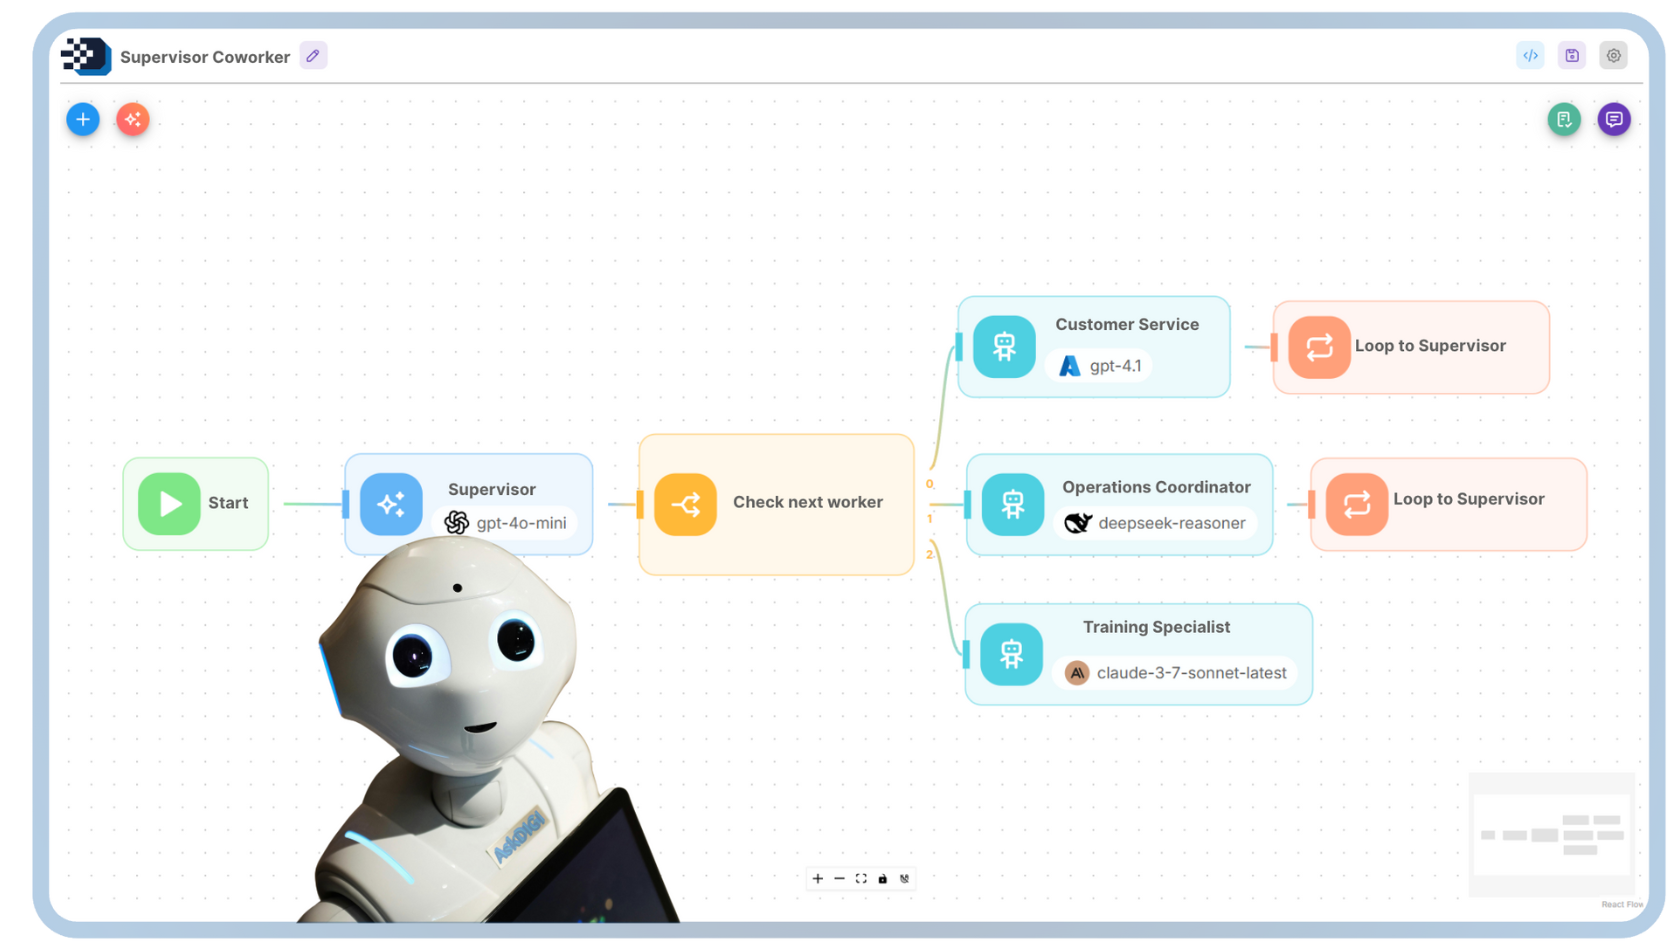 Supervisor Coworker
Start
Supervisor
gpt-4o-mini
Check next worker
0
1
2
Customer Service
gpt-4.1
Loop to Supervisor
Operations Coordinator
deepseek-reasoner
Loop to Supervisor
Training Specialist
claude-3-7-sonnet-latest
AskDIGI
React Flow